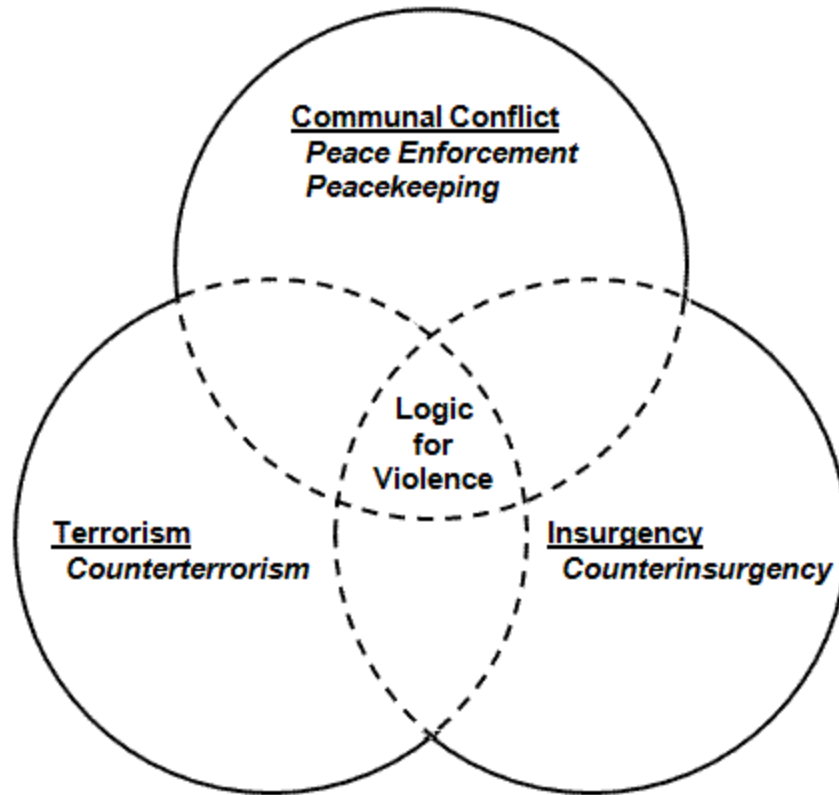 Communal Conflict
Peace Enforcement
Peacekeeping
Logic
for
Violence
Terrorism
Counterterrorism
Insurgency
Counterinsurgency